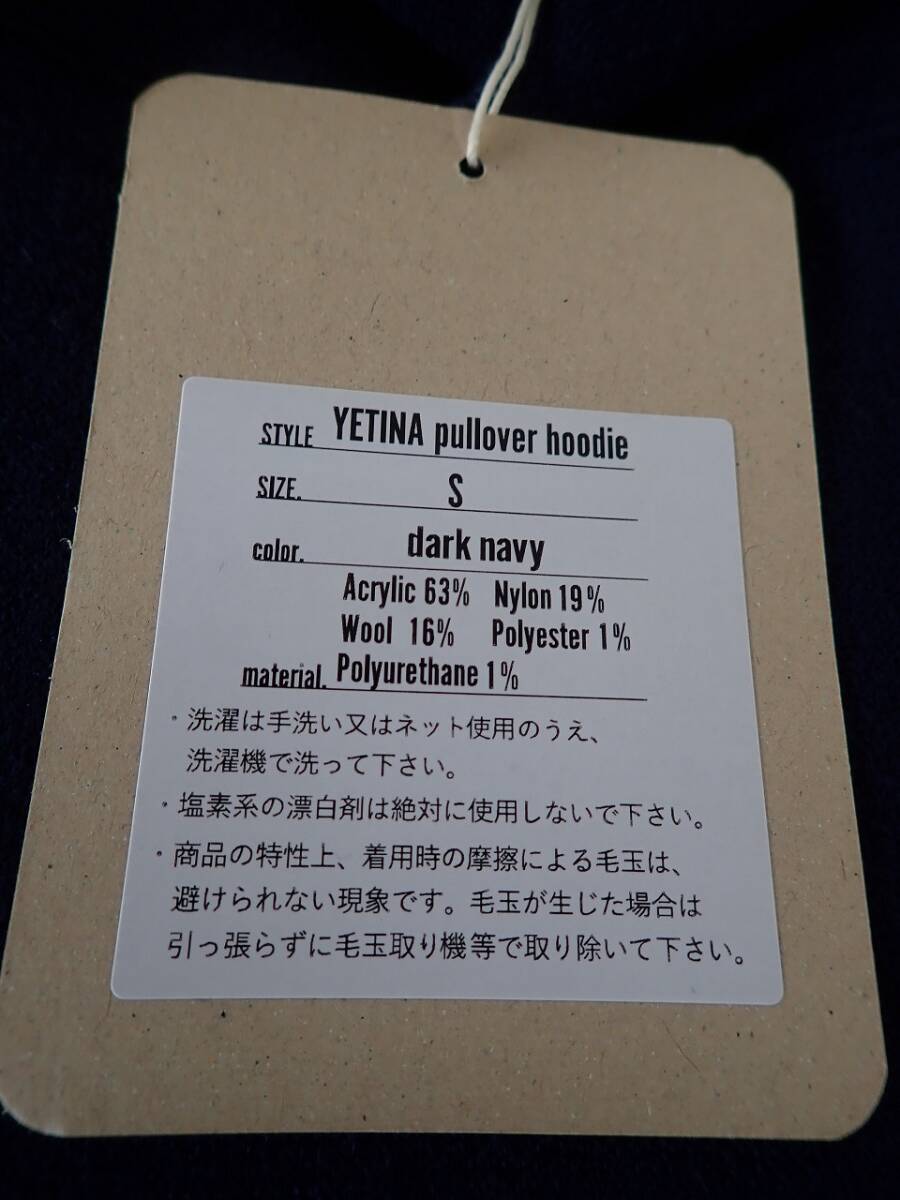 STYLE YETINA pullover hoodie
SIZE. S
color. dark navy
Acrylic 63% Nylon 19%
Wool 16% Polyester 1%
material. Polyurethane 1%
・洗濯は手洗い又はネット使用のうえ、
洗濯機で洗って下さい。
・塩素系の漂白剤は絶対に使用しないで下さい。
・商品の特性上、着用時の摩擦による毛玉は、
避けられない現象です。毛玉が生じた場合は
引っ張らずに毛玉取り機等で取り除いて下さい。